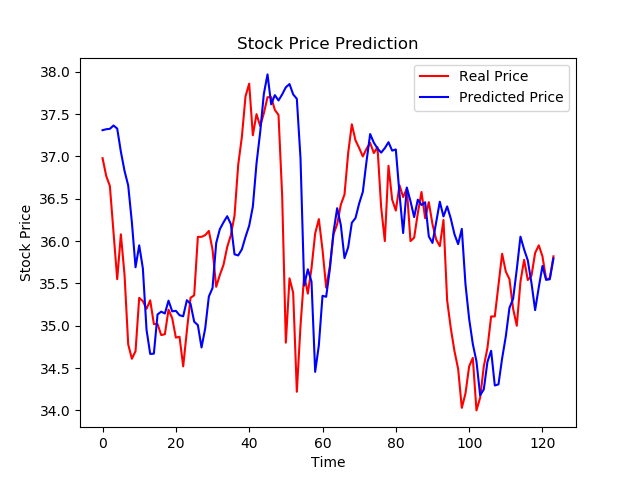 Stock Price Prediction
Real Price
Predicted Price
Stock Price
38.0
37.5
37.0
36.5
36.0
35.5
35.0
34.5
34.0
0 20 40 60 80 100 120
Time